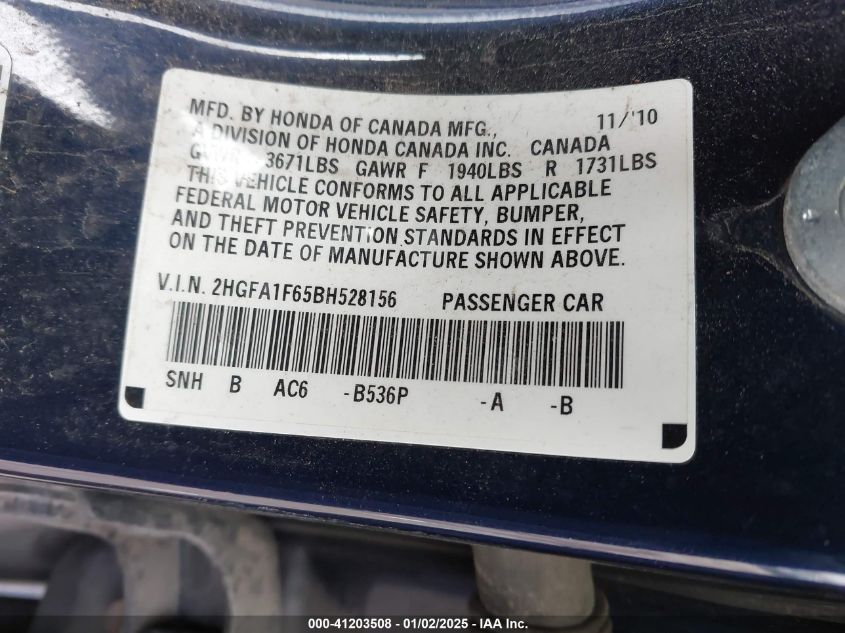 MFD. BY HONDA OF CANADA MFG., 11/'10
A DIVISION OF HONDA CANADA INC. CANADA
GVWR 3671LBS GAWR F 1940LBS R 1731LBS
THIS VEHICLE CONFORMS TO ALL APPLICABLE
FEDERAL MOTOR VEHICLE SAFETY, BUMPER,
AND THEFT PREVENTION STANDARDS IN EFFECT
ON THE DATE OF MANUFACTURE SHOWN ABOVE.
V.I.N. 2HGFA1F65BH528156 PASSENGER CAR
SNH B AC6 -B536P -A -B
000-41203508 - 01/02/2025 - IAA Inc.